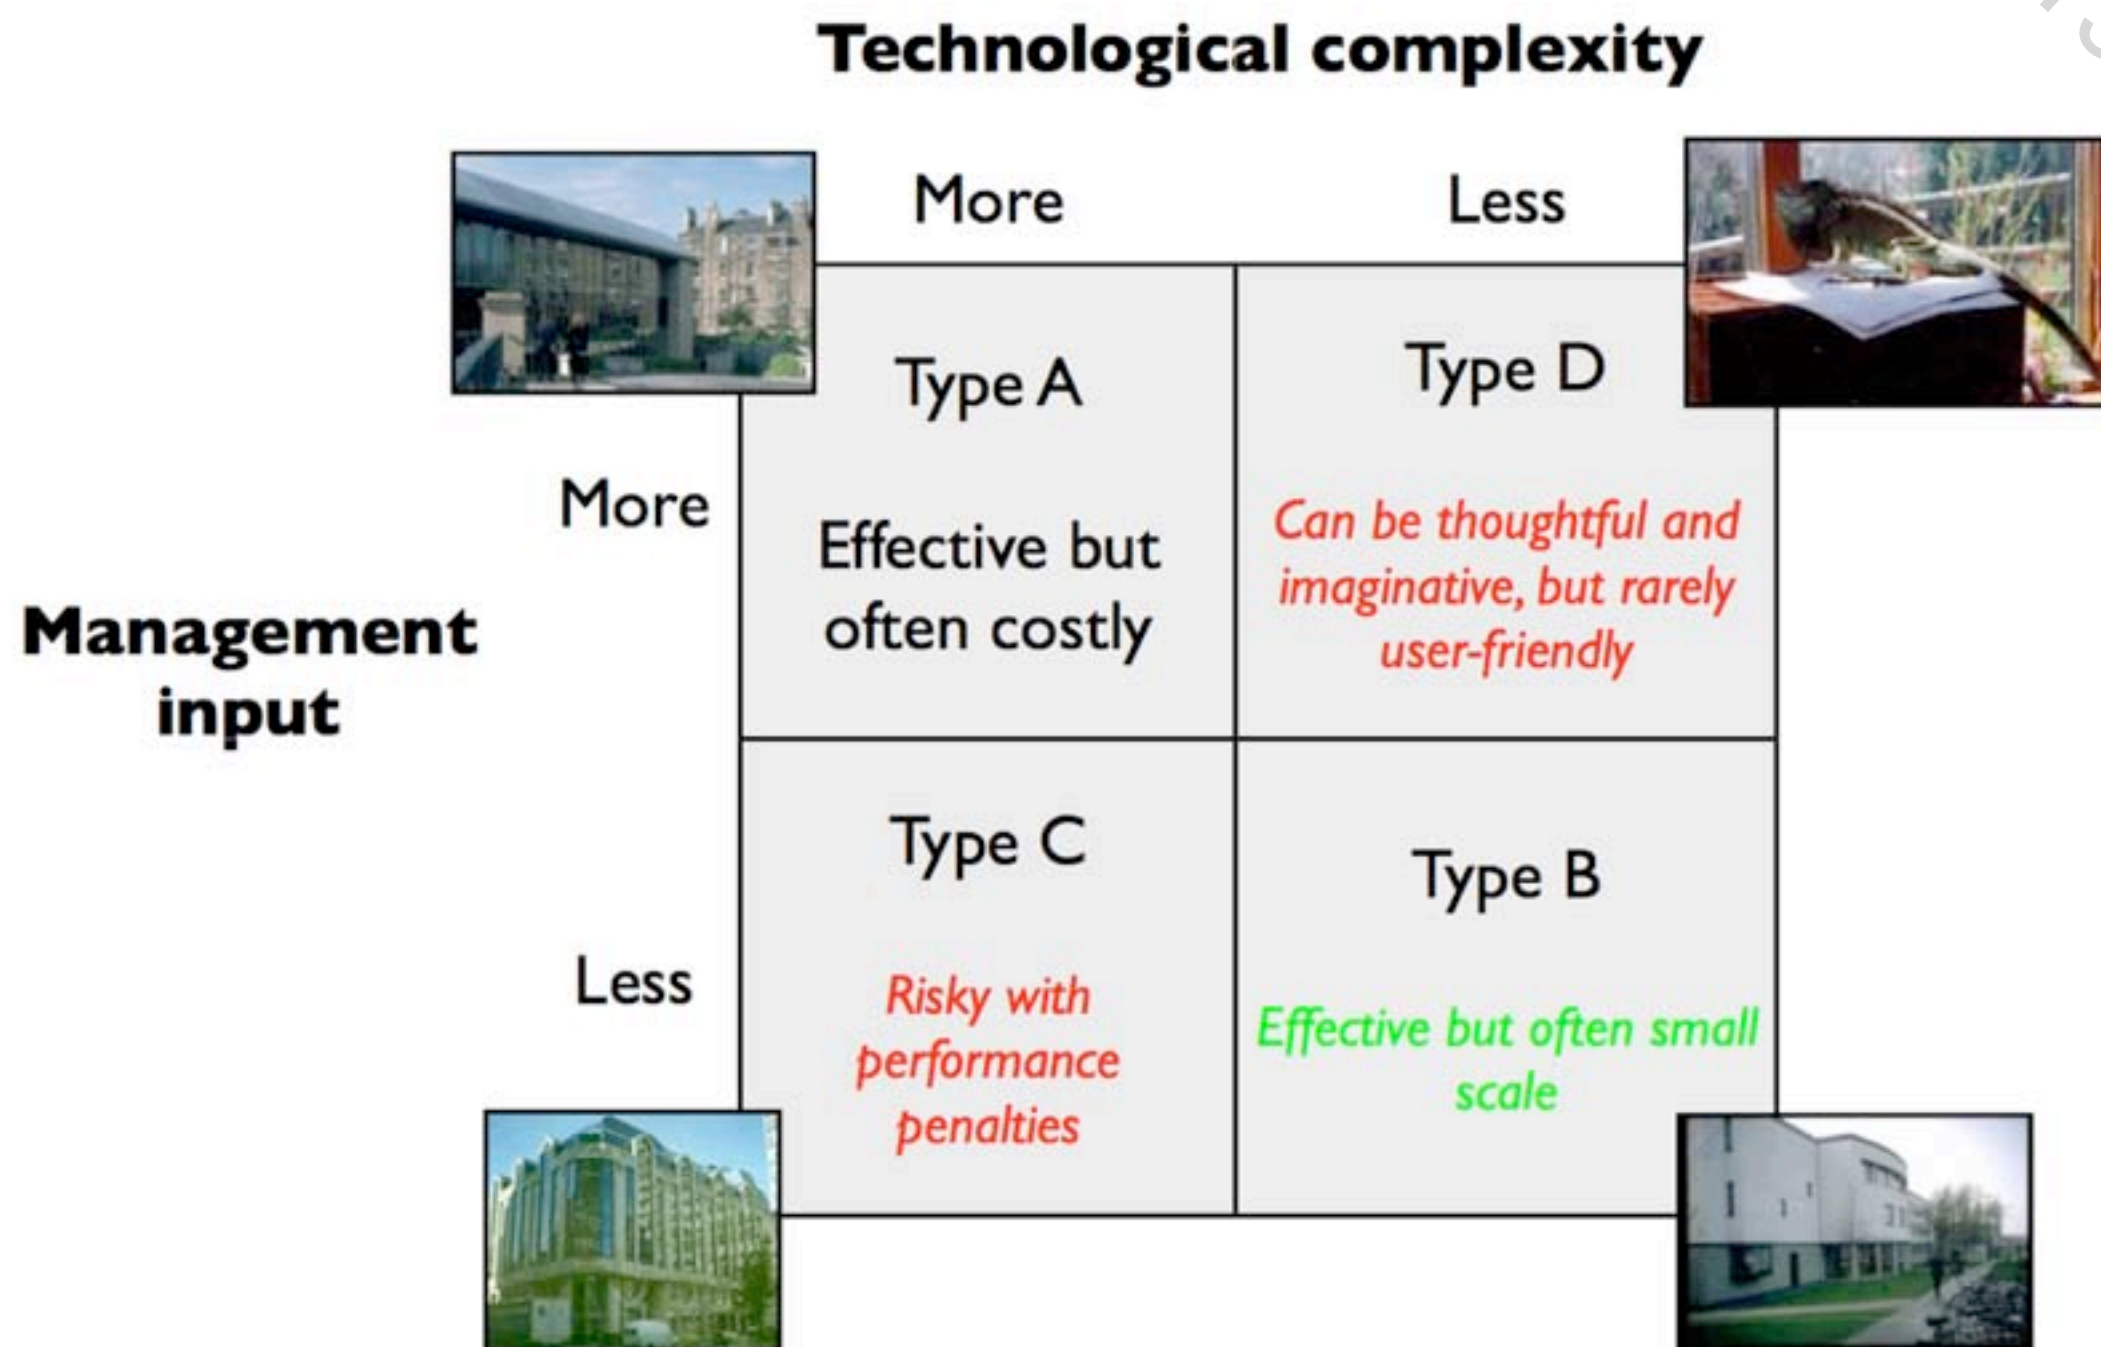 Technological complexity
More
Less
Type A
Type D
More
Effective but
often costly
Can be thoughtful and
imaginative, but rarely
user-friendly
Management
input
Type C
Type B
Less
Risky with
performance
penalties
Effective but often small
scale